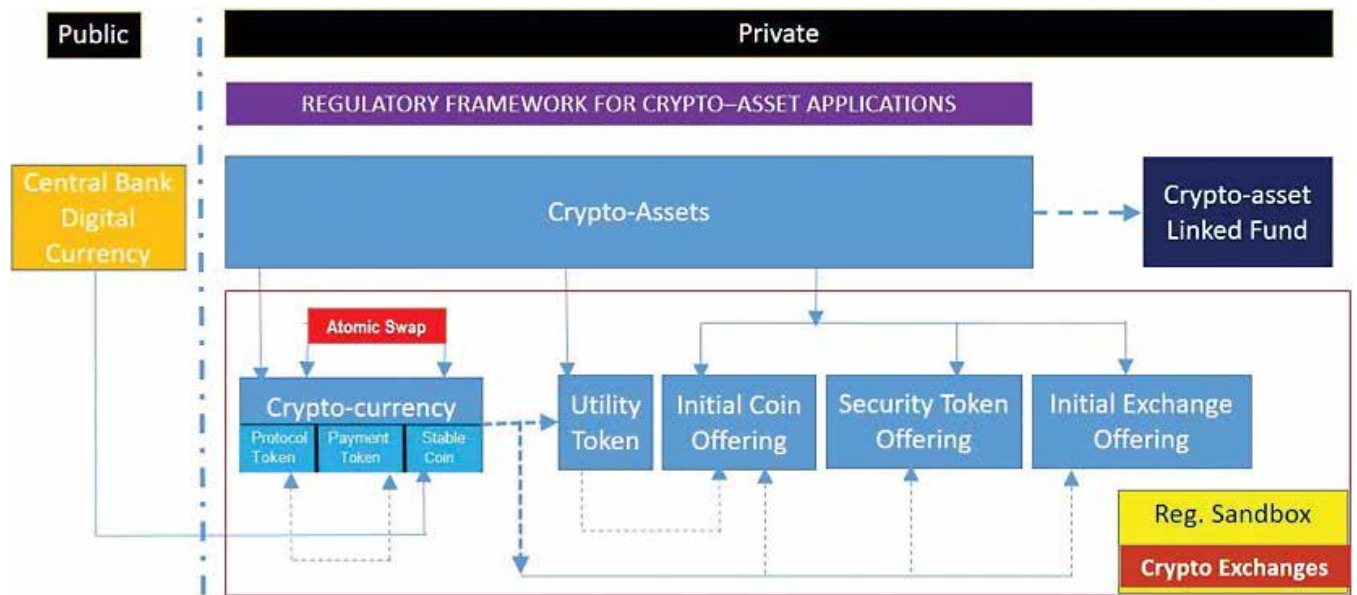 Public
Private
REGULATORY FRAMEWORK FOR CRYPTO–ASSET APPLICATIONS
Central Bank
Digital
Currency
Crypto-Assets
Crypto-asset
Linked Fund
Atomic Swap
Crypto-currency
Protocol
Token
Payment
Token
Stable
Coin
Utility
Token
Initial Coin
Offering
Security Token
Offering
Initial Exchange
Offering
Reg. Sandbox
Crypto Exchanges